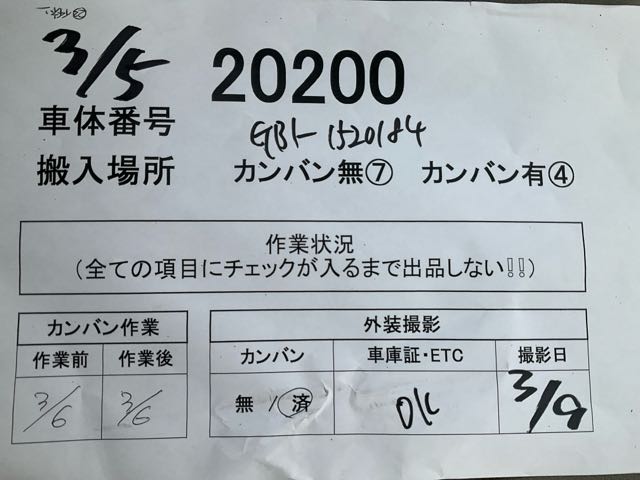 3/5 20200
車体番号 GB1-1520184
搬入場所 カンバン無⑦ カンバン有④
作業状況
(全ての項目にチェックが入るまで出品しない!!)
カンバン作業
作業前 作業後
3/6 3/6
外装撮影
カンバン 車庫証・ETC 撮影日
無 / 済 OK 3/9